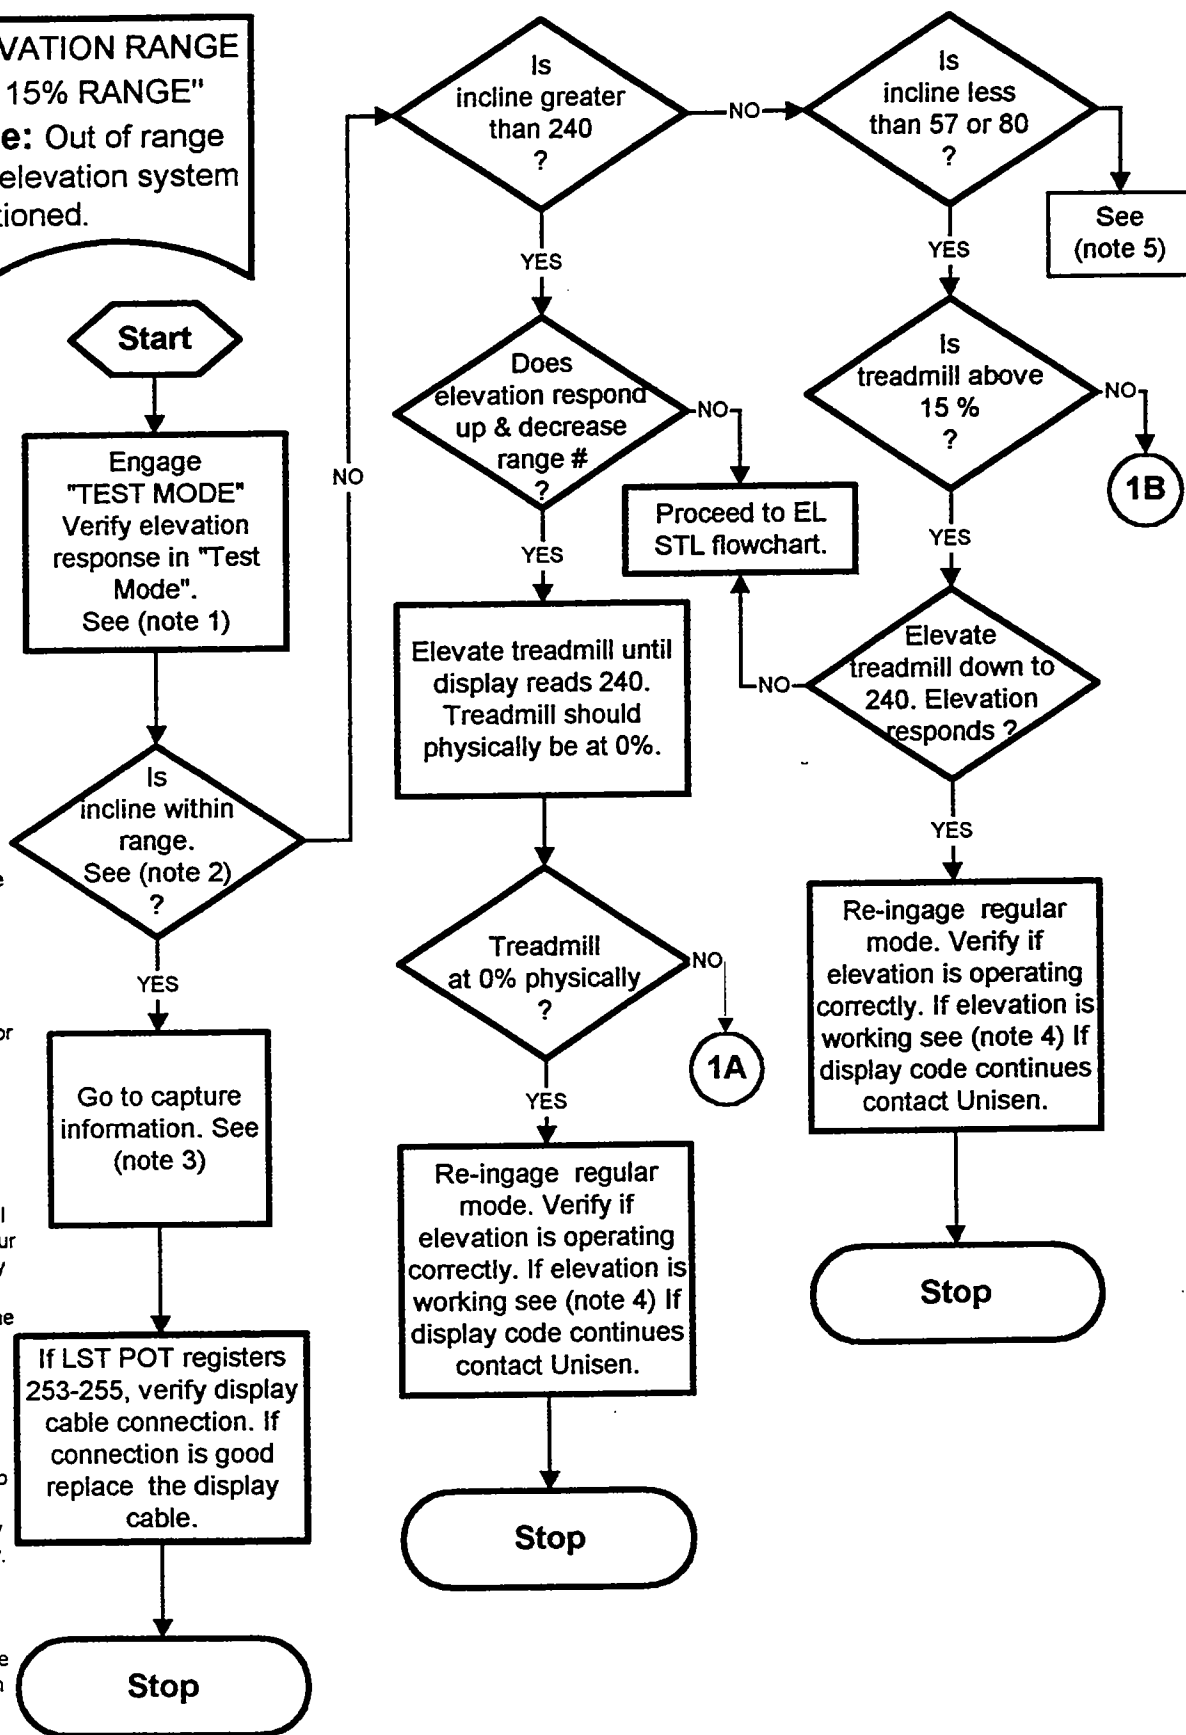 VATION RANGE
15% RANGE"
e: Out of range
elevation system
tioned.
Start
Engage
"TEST MODE"
Verify elevation
response in "Test
Mode".
See (note 1)
Is
incline within
range.
See (note 2)
?
NO
YES
Go to capture
information. See
(note 3)
If LST POT registers
253-255, verify display
cable connection. If
connection is good
replace the display
cable.
Stop
Is
incline greater
than 240
?
NO
YES
Does
elevation respond
up & decrease
range #
?
NO
YES
Proceed to EL
STL flowchart.
Elevate treadmill until
display reads 240.
Treadmill should
physically be at 0%.
Treadmill
at 0% physically
?
NO
1A
YES
Re-ingage regular
mode. Verify if
elevation is operating
correctly. If elevation is
working see (note 4) If
display code continues
contact Unisen.
Stop
Is
incline less
than 57 or 80
?
See
(note 5)
YES
Is
treadmill above
15 %
?
NO
1B
YES
Elevate
treadmill down to
240. Elevation
responds ?
NO
YES
Re-ingage regular
mode. Verify if
elevation is operating
correctly. If elevation is
working see (note 4) If
display code continues
contact Unisen.
Stop